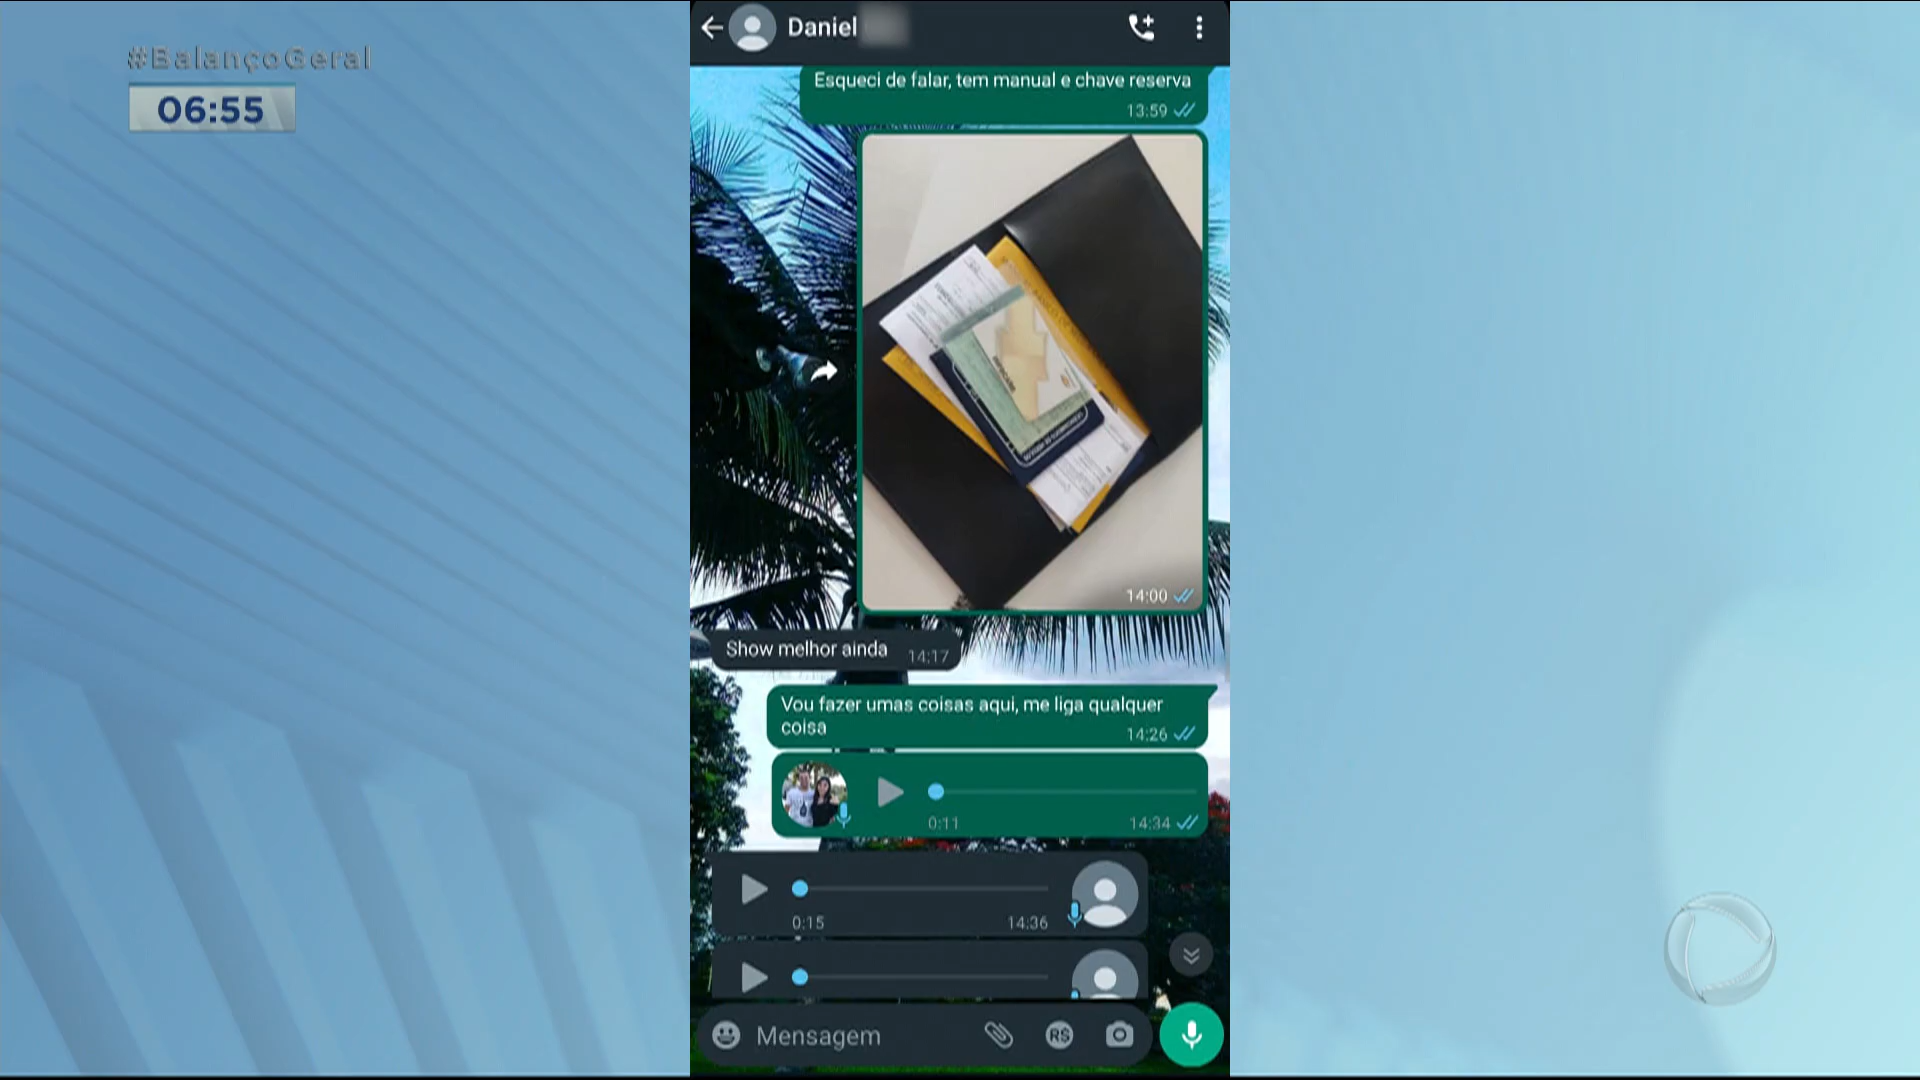 #BalançoGeral
06:55
Daniel
Esqueci de falar, tem manual e chave reserva
13:59
14:00
Show melhor ainda
14:17
Vou fazer umas coisas aqui, me liga qualquer
coisa
14:26
0:11
14:34
0:15
14:36
Mensagem
R$